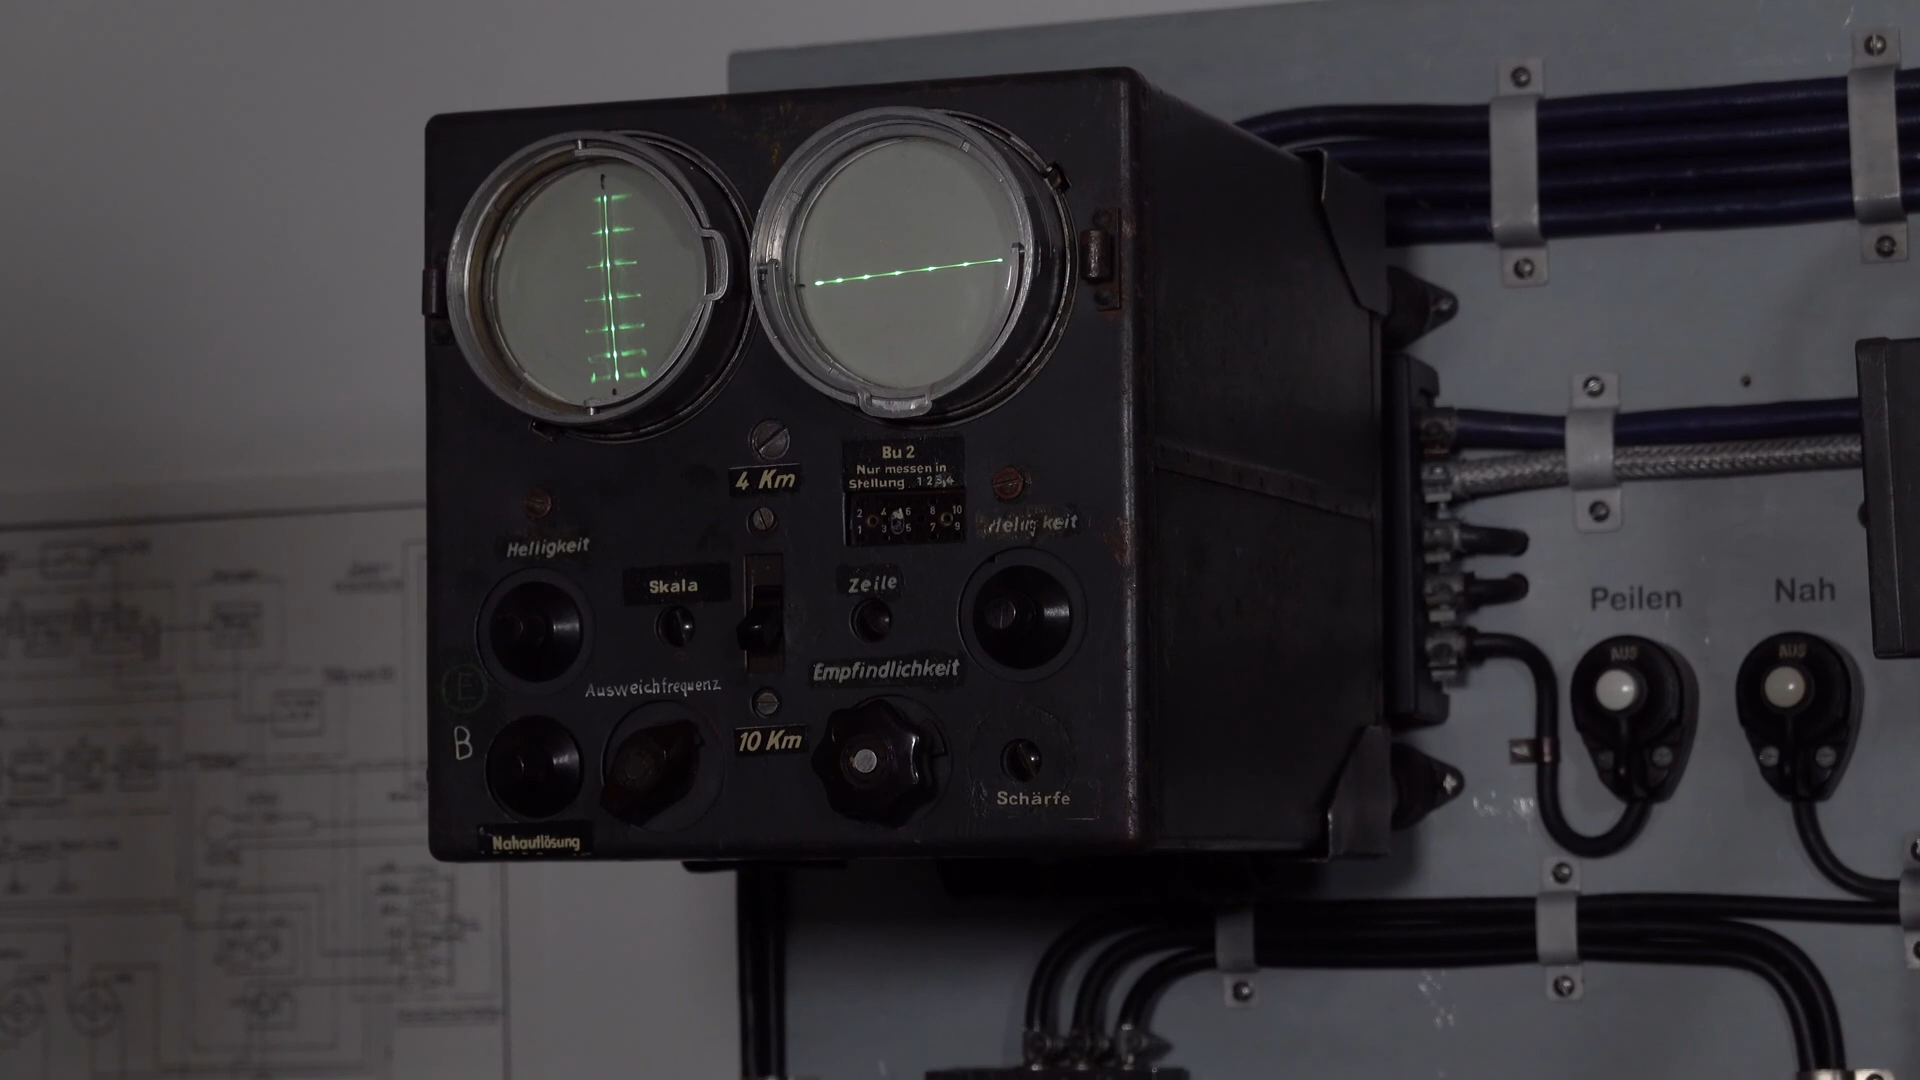 4 Km
Bu 2
Nur messen in
Stellung 1 2 3,4
2 4 6 8 10
1 3 5 7 9
Helligkeit
Helligkeit
Skala
Zeile
Peilen
Nah
AUS
AUS
Empfindlichkeit
Ausweichfrequenz
E
B
10 Km
Schärfe
Nahauflösung